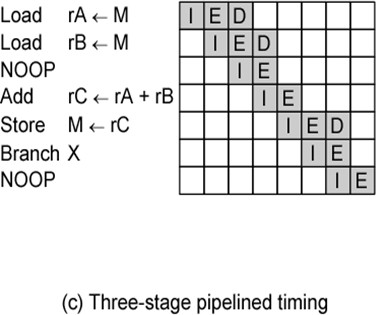 Load rA ← M I E D
Load rB ← M I E D
NOOP I E
Add rC ← rA + rB I E
Store M ← rC I E D
Branch X I E
NOOP I E
(c) Three-stage pipelined timing